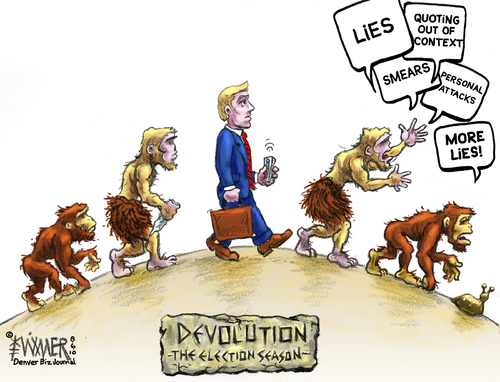 LiES
QUOTiNG
OUT OF
CONTEXT
SMEARS
PERSONAL
ATTACKS
MORE
LiES!
DEVOLUTION
-THE ELECTION SEASON-
Denver Biz Journal